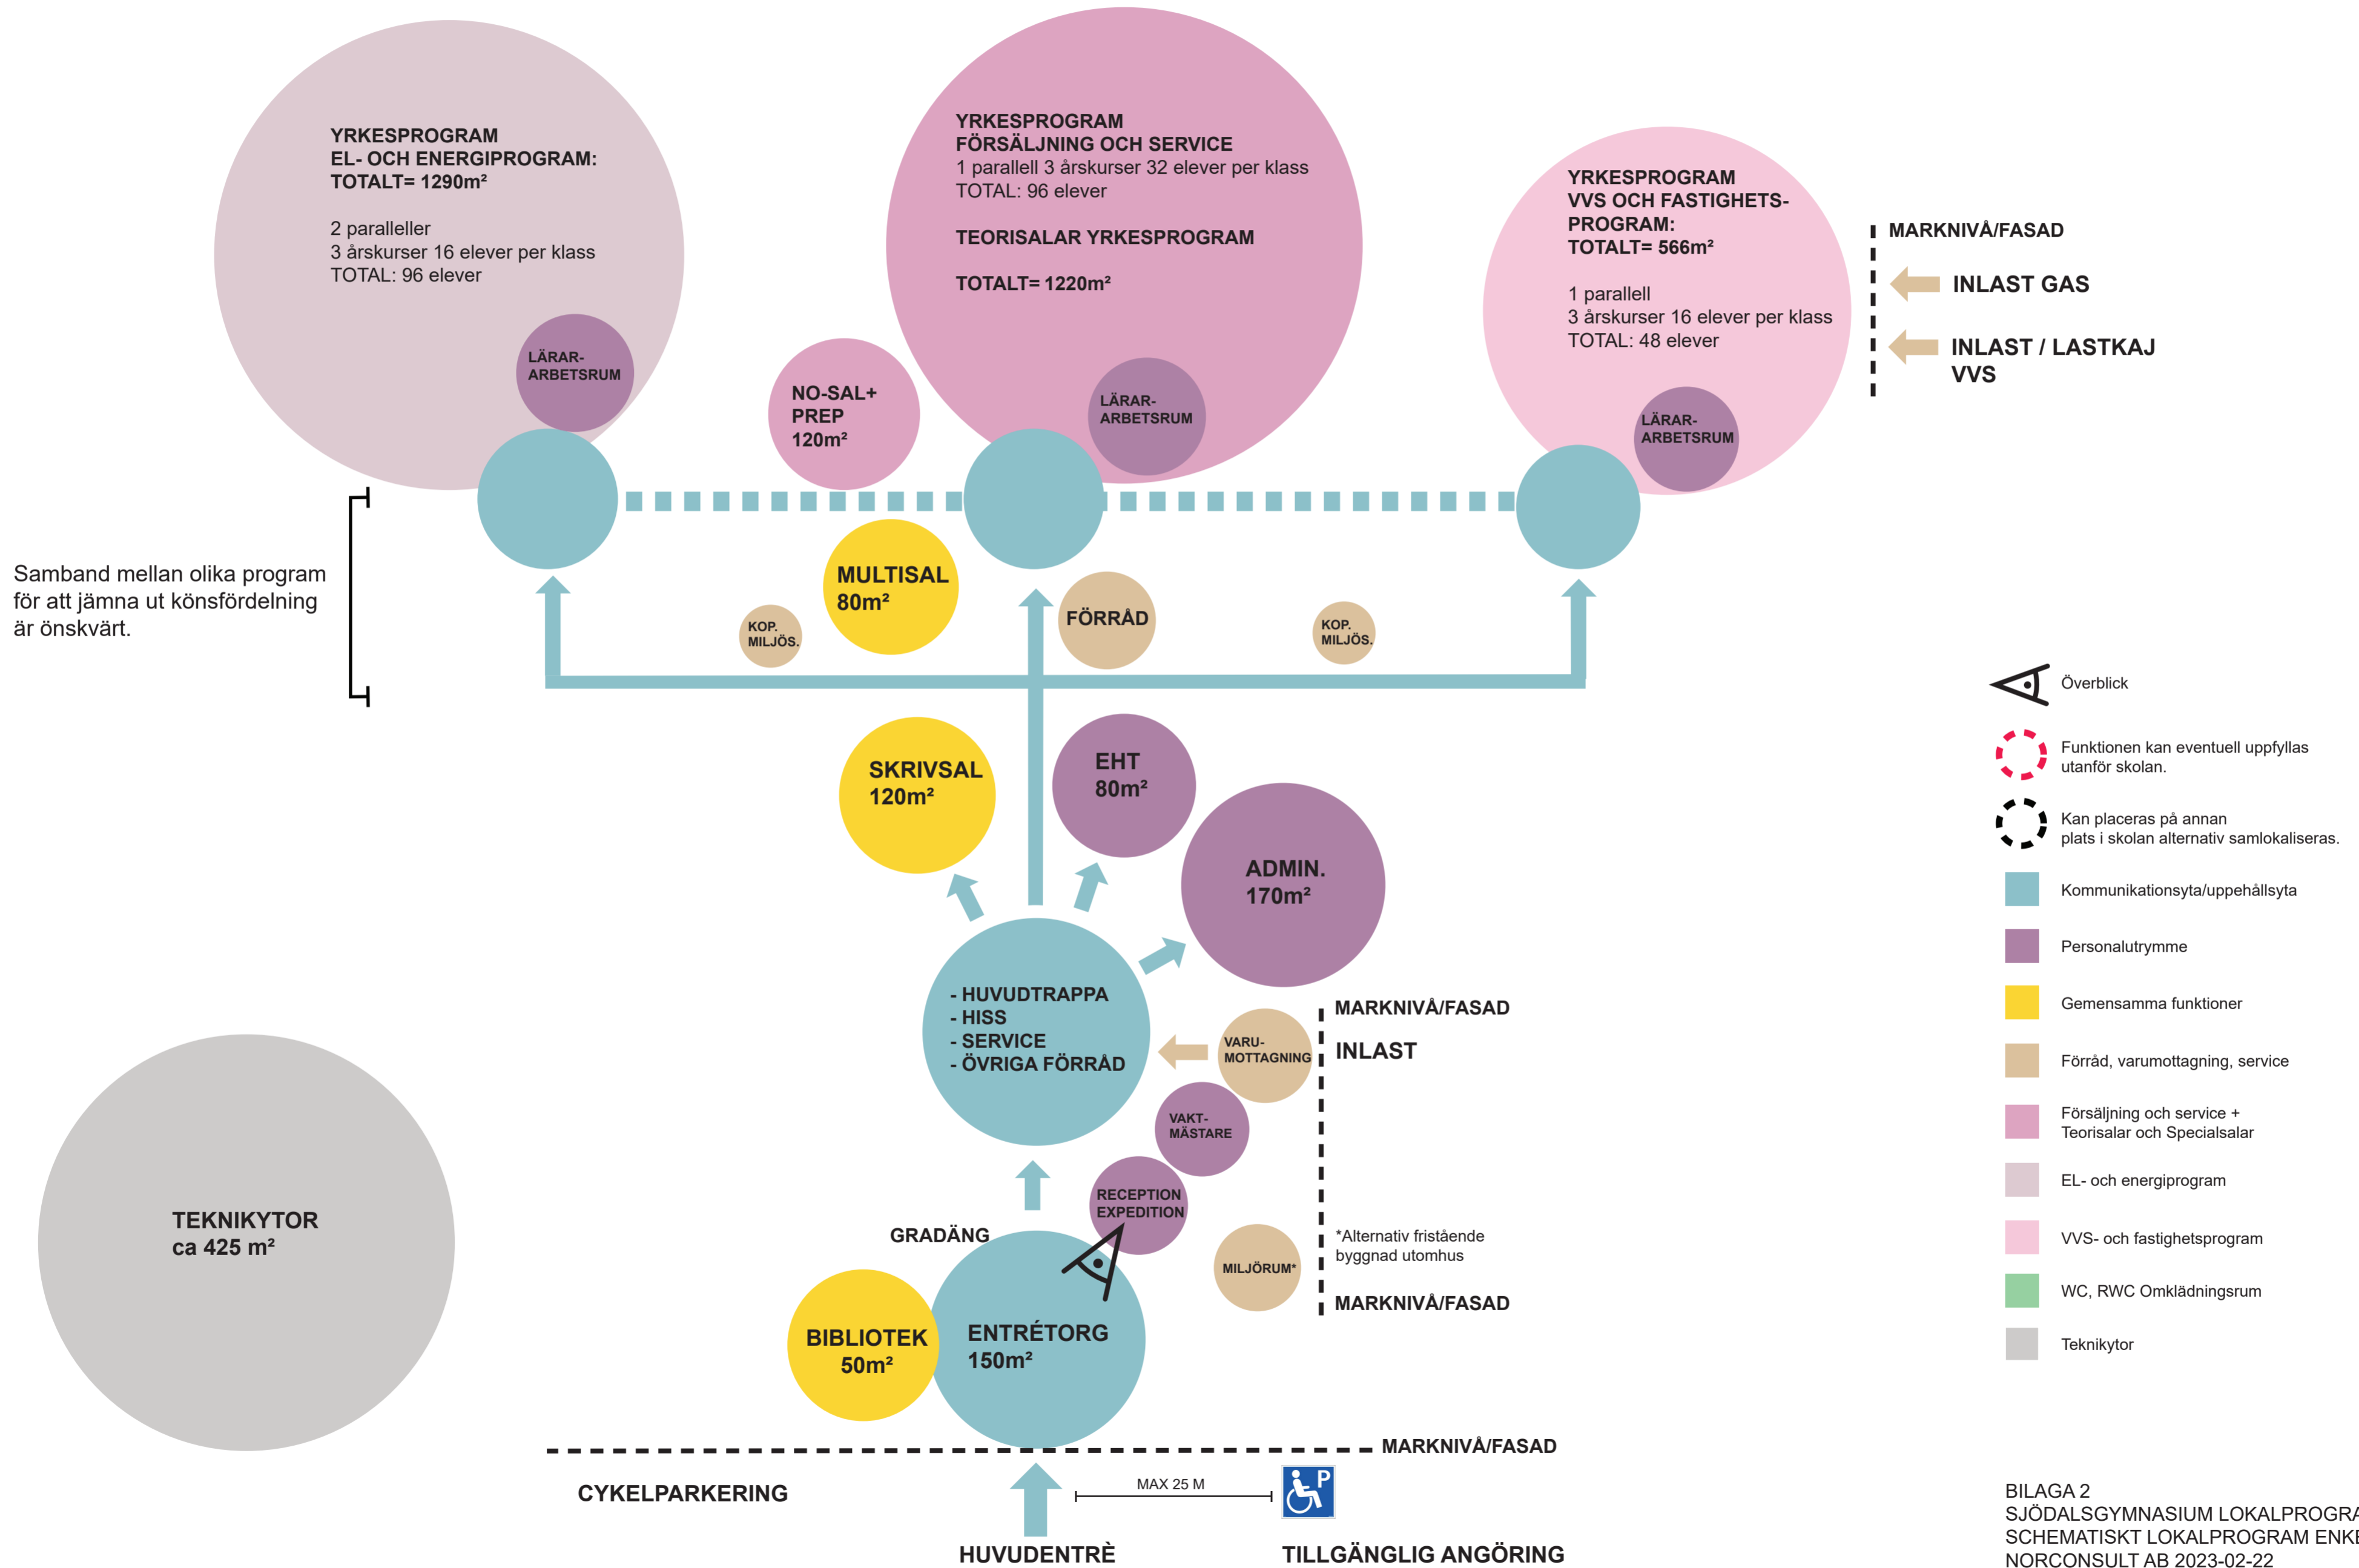 YRKESPROGRAM
EL- OCH ENERGIPROGRAM:
TOTALT= 1290m²
2 paralleller
3 årskurser 16 elever per klass
TOTAL: 96 elever
LÄRAR-
ARBETSRUM
YRKESPROGRAM
FÖRSÄLJNING OCH SERVICE
1 parallell 3 årskurser 32 elever per klass
TOTAL: 96 elever
TEORISALAR YRKESPROGRAM
TOTALT= 1220m²
LÄRAR-
ARBETSRUM
NO-SAL+
PREP
120m²
YRKESPROGRAM
VVS OCH FASTIGHETS-
PROGRAM:
TOTALT= 566m²
1 parallell
3 årskurser 16 elever per klass
TOTAL: 48 elever
LÄRAR-
ARBETSRUM
MARKNIVÅ/FASAD
INLAST GAS
INLAST / LASTKAJ
VVS
Samband mellan olika program
för att jämna ut könsfördelning
är önskvärt.
MULTISAL
80m²
KOP.
MILJÖS.
FÖRRÅD
KOP.
MILJÖS.
SKRIVSAL
120m²
EHT
80m²
ADMIN.
170m²
- HUVUDTRAPPA
- HISS
- SERVICE
- ÖVRIGA FÖRRÅD
VARU-
MOTTAGNING
MARKNIVÅ/FASAD
INLAST
VAKT-
MÄSTARE
RECEPTION
EXPEDITION
GRADÄNG
MILJÖRUM*
*Alternativ fristående
byggnad utomhus
MARKNIVÅ/FASAD
TEKNIKYTOR
ca 425 m²
BIBLIOTEK
50m²
ENTRÉTORG
150m²
MARKNIVÅ/FASAD
CYKELPARKERING
MAX 25 M
P
HUVUDENTRÈ
TILLGÄNGLIG ANGÖRING
Överblick
Funktionen kan eventuell uppfyllas
utanför skolan.
Kan placeras på annan
plats i skolan alternativ samlokaliseras.
Kommunikationsyta/uppehållsyta
Personalutrymme
Gemensamma funktioner
Förråd, varumottagning, service
Försäljning och service +
Teorisalar och Specialsalar
EL- och energiprogram
VVS- och fastighetsprogram
WC, RWC Omklädningsrum
Teknikytor
BILAGA 2
SJÖDALSGYMNASIUM
SCHEMATISKT LOKALPROGRAM
NORCONSULT AB 2023-02-22